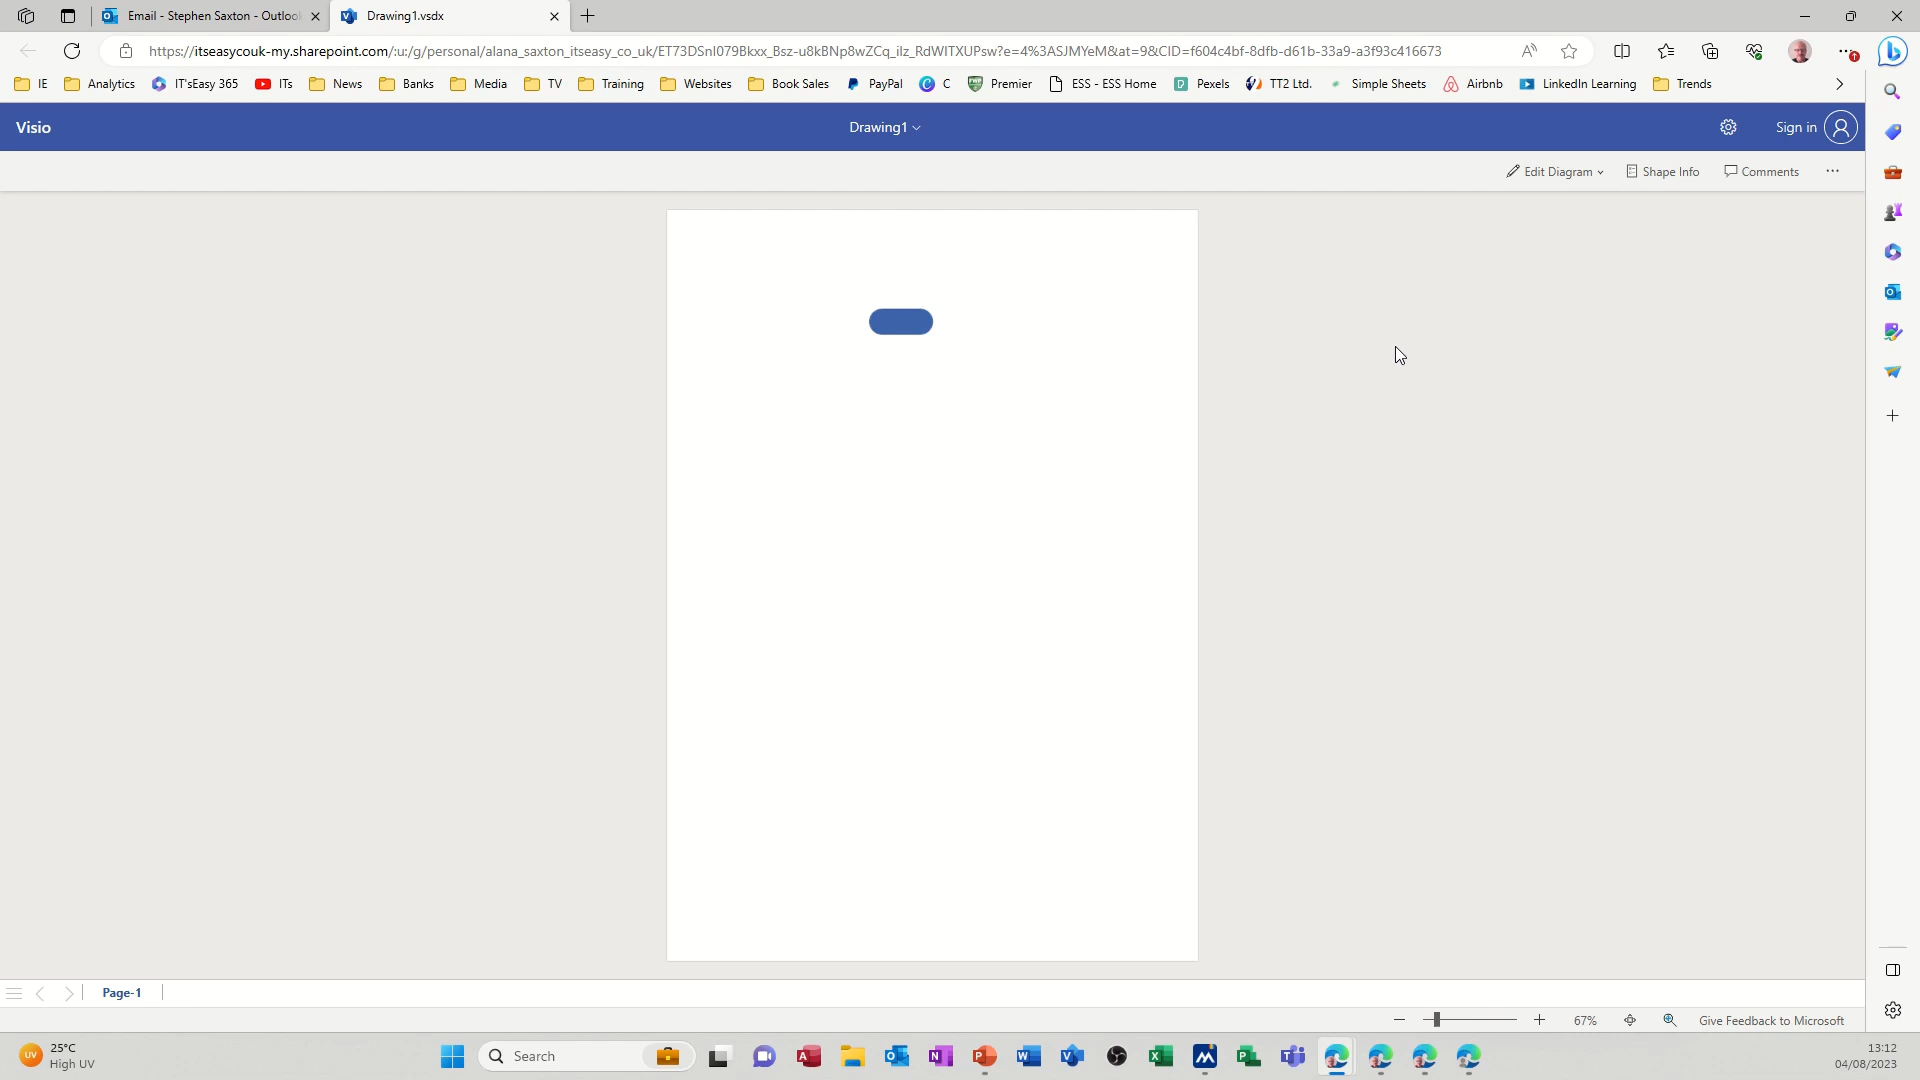 Email - Stephen Saxton - Outlook
Drawing1.vsdx
https://itseasycouk-my.sharepoint.com/:u:/g/personal/alana_saxton_itseasy_co_uk/ET73DSnI079Bkxx_Bsz-u8kBNp8wZCq_ilz_RdWITXUPsw?e=4%3ASJMYeM&at=9&CID=f604c4bf-8dfb-d61b-33a9-a3f93c416673
IE Analytics IT'sEasy 365 ITs News Banks Media TV Training Websites Book Sales PayPal C Premier ESS - ESS Home Pexels TT2 Ltd. Simple Sheets Airbnb LinkedIn Learning Trends
Visio Drawing1 Sign in
Edit Diagram Shape Info Comments
Page-1
67% Give Feedback to Microsoft
25°C
High UV
Search
13:12
04/08/2023